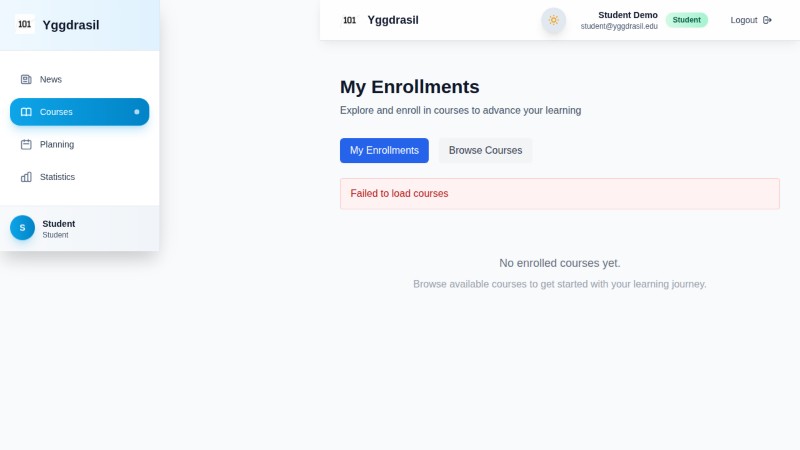 101 Yggdrasil
News
Courses
Planning
Statistics
S
Student
Student
101 Yggdrasil
Student Demo
student@yggdrasil.edu
Student
Logout
My Enrollments
Explore and enroll in courses to advance your learning
My Enrollments
Browse Courses
Failed to load courses
No enrolled courses yet.
Browse available courses to get started with your learning journey.